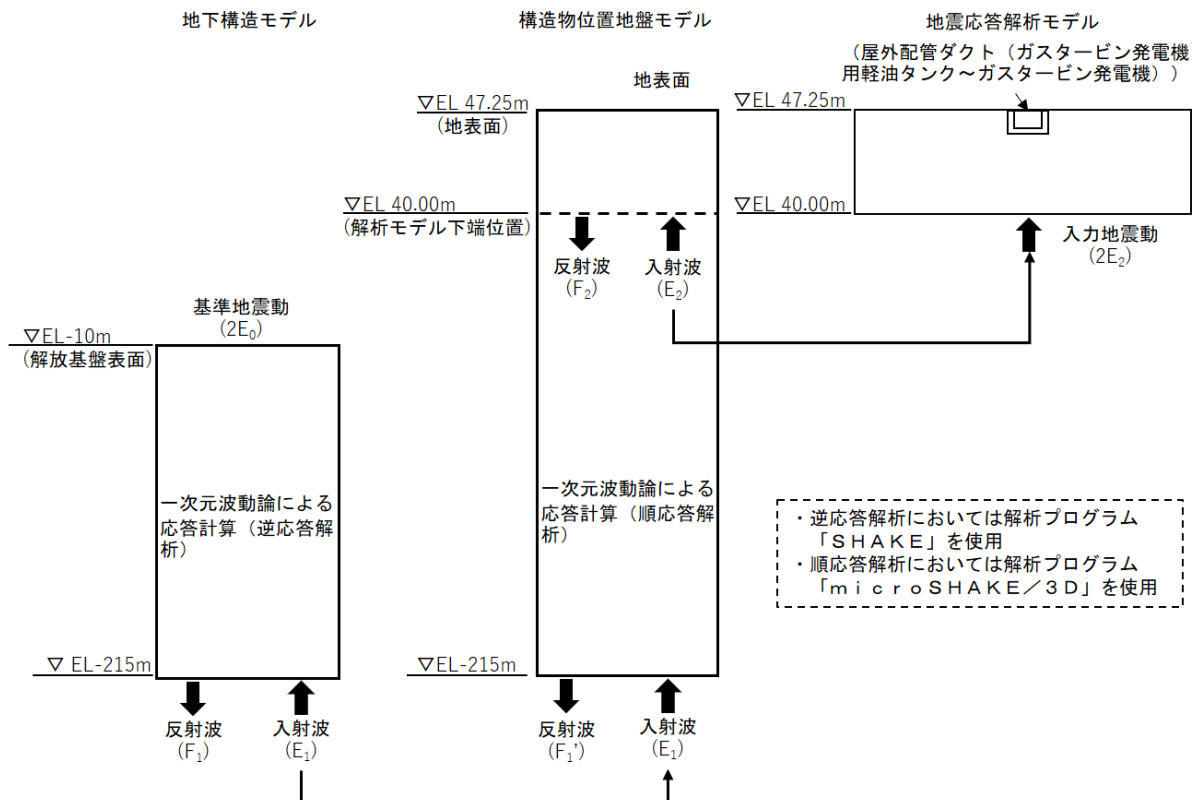 地下構造モデル
構造物位置地盤モデル
地震応答解析モデル
（屋外配管ダクト（ガスタービン発電機
用軽油タンク～ガスタービン発電機））
地表面
▽EL 47.25m
(地表面)
▽EL 47.25m
▽EL 40.00m
(解析モデル下端位置)
▽EL 40.00m
反射波
(F₂)
入射波
(E₂)
入力地震動
(2E₂)
基準地震動
(2E₀)
▽EL-10m
(解放基盤表面)
一次元波動論による
応答計算（逆応答解
析）
一次元波動論による
応答計算（順応答解
析）
・逆応答解析においては解析プログラム
「ＳＨＡＫＥ」を使用
・順応答解析においては解析プログラム
「ｍｉｃｒｏＳＨＡＫＥ／３Ｄ」を使用
▽ EL-215m
▽EL-215m
反射波
(F₁)
入射波
(E₁)
反射波
(F₁')
入射波
(E₁)